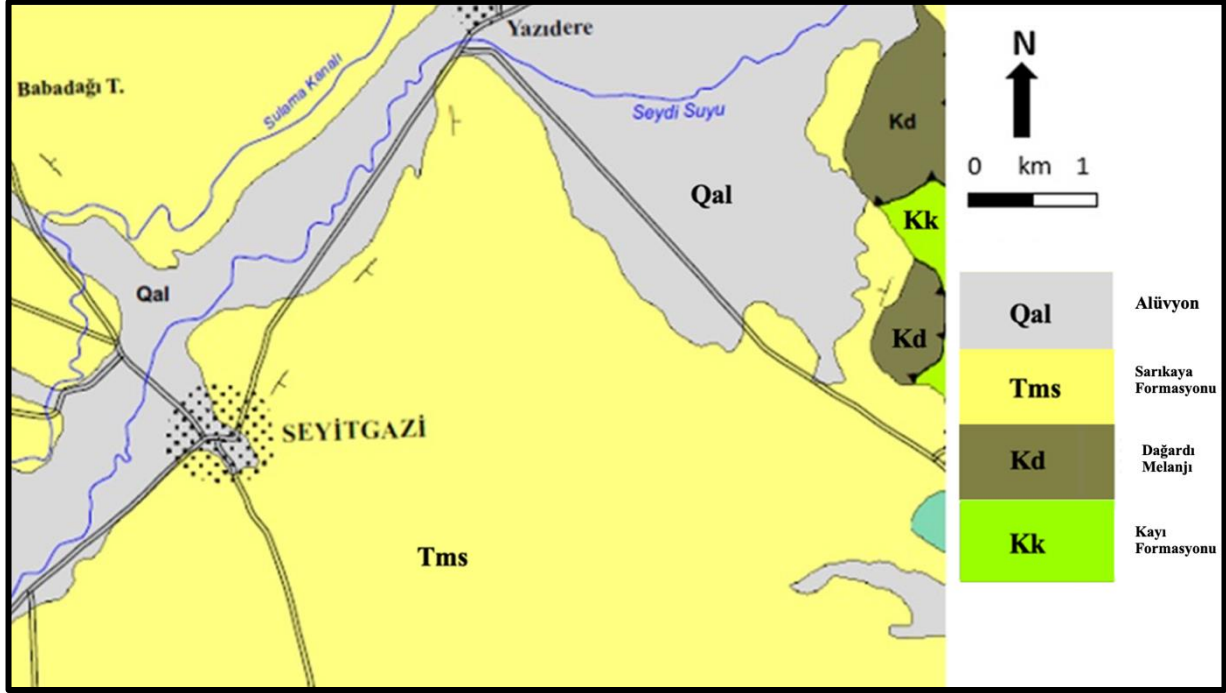 Yazıdere
Babadağı T.
Sulama Kanalı
Seydi Suyu
Kd
Qal
Kk
Qal
Kd
SEYİTGAZİ
Tms
N
0 km 1
Qal Alüvyon
Tms Sarıkaya
Formasyonu
Kd Dağardı
Melanjı
Kk Kayı
Formasyonu